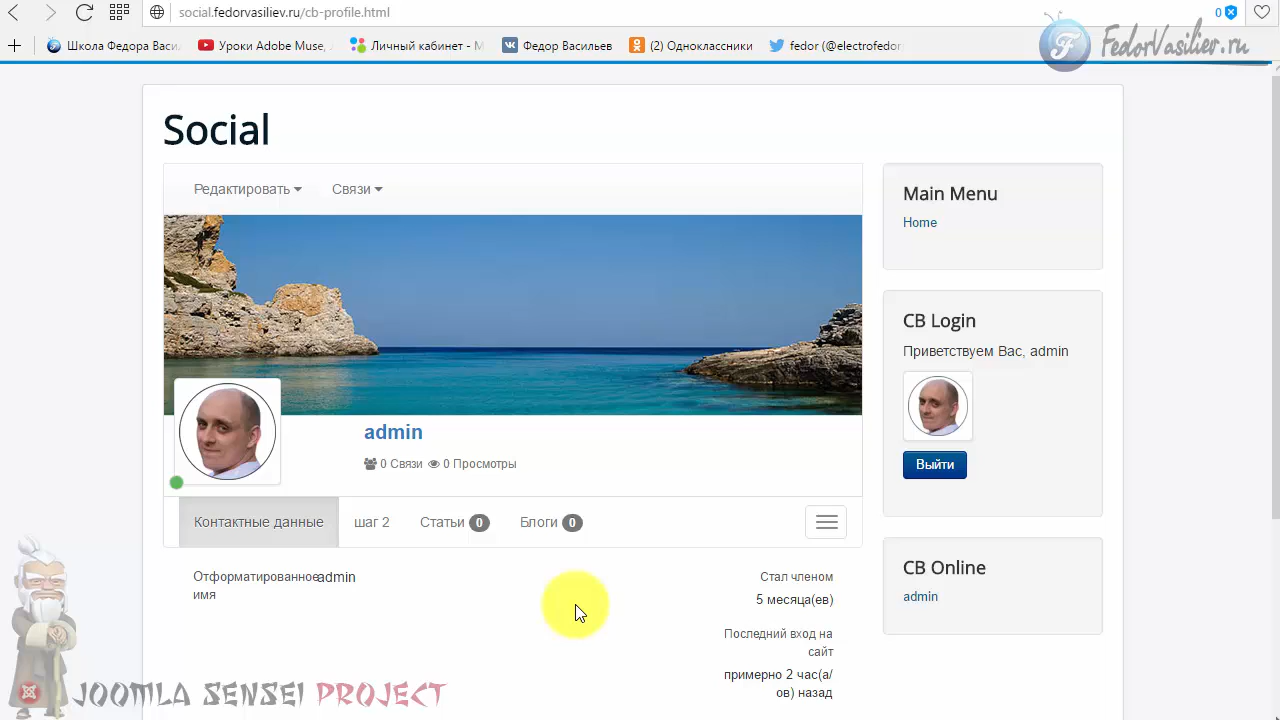 social.fedorvasiliev.ru/cb-profile.html
0
Школа Федора Васи
Уроки Adobe Muse,
Личный кабинет - М
Федор Васильев
(2) Одноклассники
fedor (@electrofedor
FedorVasiliev.ru
Social
Редактировать
Связи
admin
0 Связи
0 Просмотры
Контактные данные
шаг 2
Статьи 0
Блоги 0
Отформатированное
имя
admin
Стал членом
5 месяца(ев)
Последний вход на
сайт
примерно 2 час(а/
ов) назад
Main Menu
Home
CB Login
Приветствуем Вас, admin
Выйти
CB Online
admin
JOOMLA SENSEI PROJECT